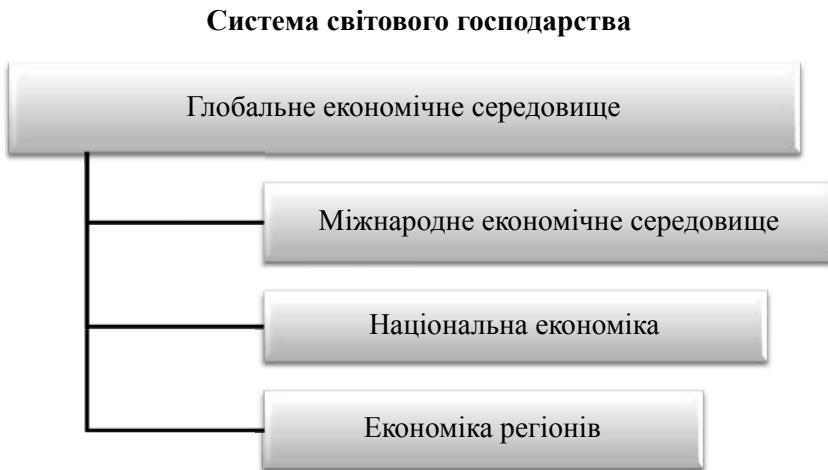 Система світового господарства
Глобальне економічне середовище
Міжнародне економічне середовище
Національна економіка
Економіка регіонів